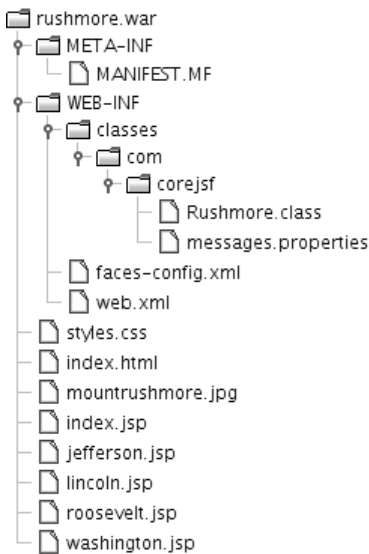 rushmore.war
META-INF
MANIFEST.MF
WEB-INF
classes
com
corejsf
Rushmore.class
messages.properties
faces-config.xml
web.xml
styles.css
index.html
mountrushmore.jpg
index.jsp
jefferson.jsp
lincoln.jsp
roosevelt.jsp
washington.jsp